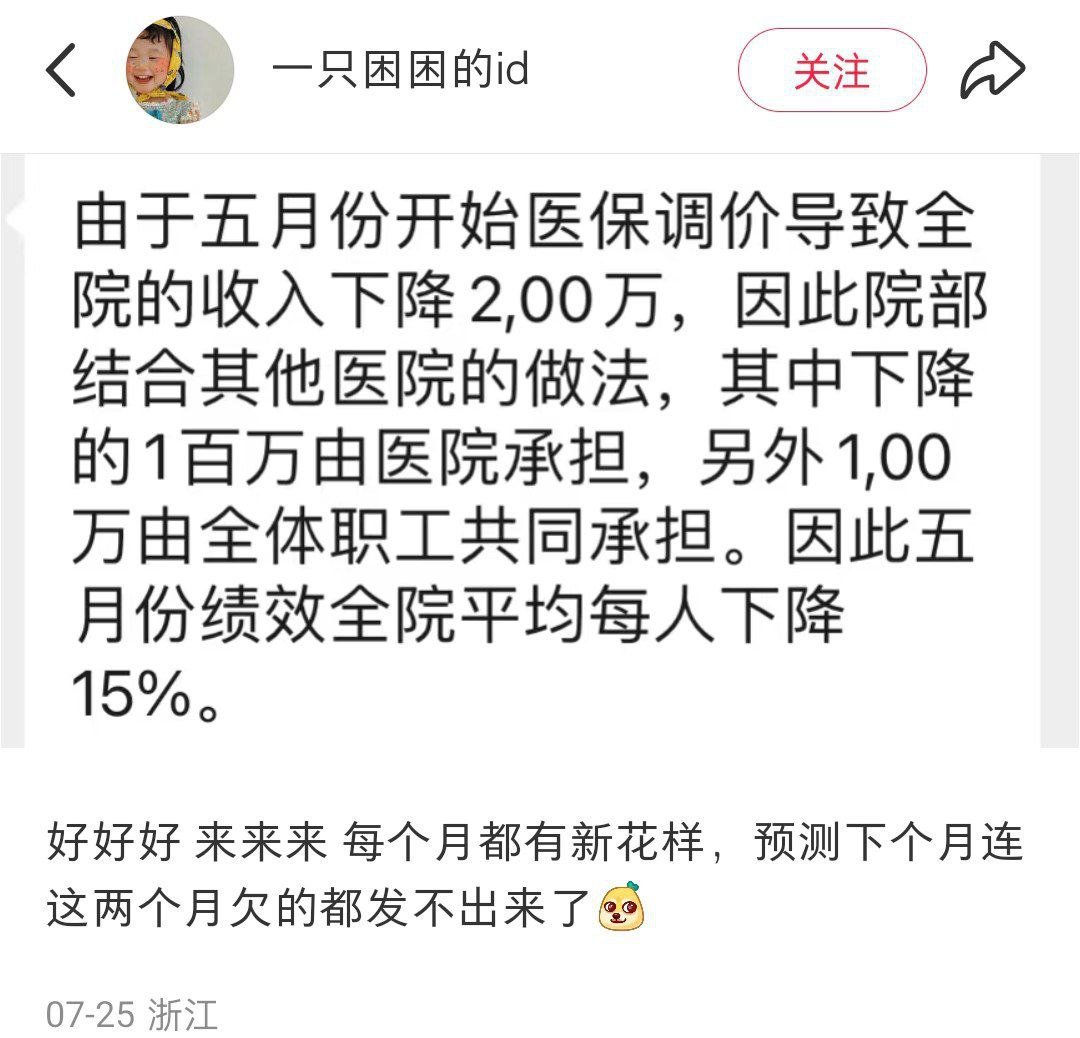 一只困困的id
关注
由于五月份开始医保调价导致全
院的收入下降2,00万，因此院部
结合其他医院的做法，其中下降
的1百万由医院承担，另外1,00
万由全体职工共同承担。因此五
月份绩效全院平均每人下降
15%。
好好好 来来来 每个月都有新花样，预测下个月连
这两个月欠的都发不出来了
07-25 浙江